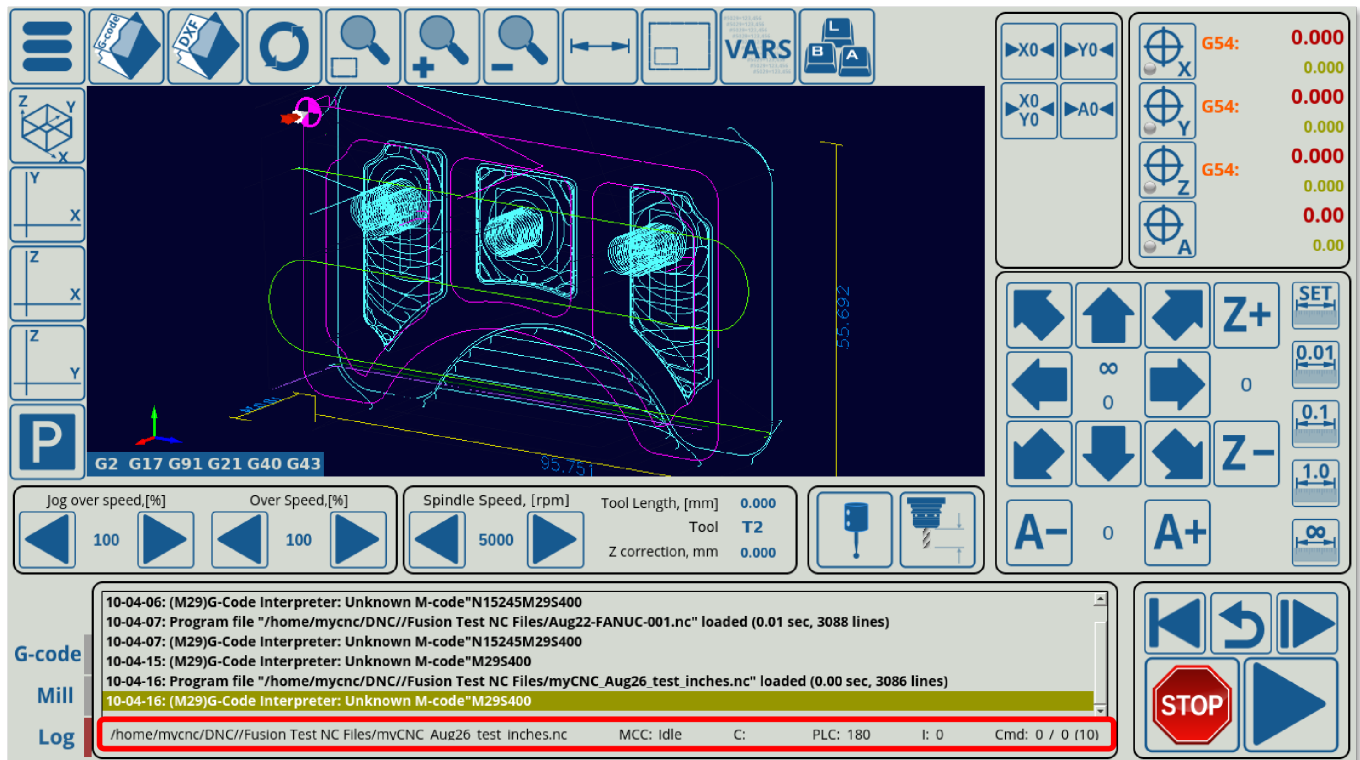 G-code
DXF
VARS
L
B
A
▶X0◀ ▶Y0◀
▶X0
Y0◀ ▶A0◀
X G54: 0.000
0.000
Y G54: 0.000
0.000
Z G54: 0.000
0.000
A 0.00
0.00
Z Y X
Y X
Z X
Z Y
P
55.692
95.751
G2 G17 G91 G21 G40 G43
Z+
SET
0.01
∞
0
0
0.1
Z−
1.0
A− 0 A+
∞
Jog over speed,[%]
100
Over Speed,[%]
100
Spindle Speed, [rpm]
5000
Tool Length, [mm] 0.000
Tool T2
Z correction, mm 0.000
G-code
Mill
Log
10-04-06: (M29)G-Code Interpreter: Unknown M-code"N15245M29S400
10-04-07: Program file "/home/mycnc/DNC//Fusion Test NC Files/Aug22-FANUC-001.nc" loaded (0.01 sec, 3088 lines)
10-04-07: (M29)G-Code Interpreter: Unknown M-code"N15245M29S400
10-04-15: (M29)G-Code Interpreter: Unknown M-code"M29S400
10-04-16: Program file "/home/mycnc/DNC//Fusion Test NC Files/myCNC_Aug26_test_inches.nc" loaded (0.00 sec, 3086 lines)
10-04-16: (M29)G-Code Interpreter: Unknown M-code"M29S400
/home/mycnc/DNC//Fusion Test NC Files/myCNC_Aug26_test_inches.nc MCC: Idle C: PLC: 180 I: 0 Cmd: 0 / 0 (10)
STOP